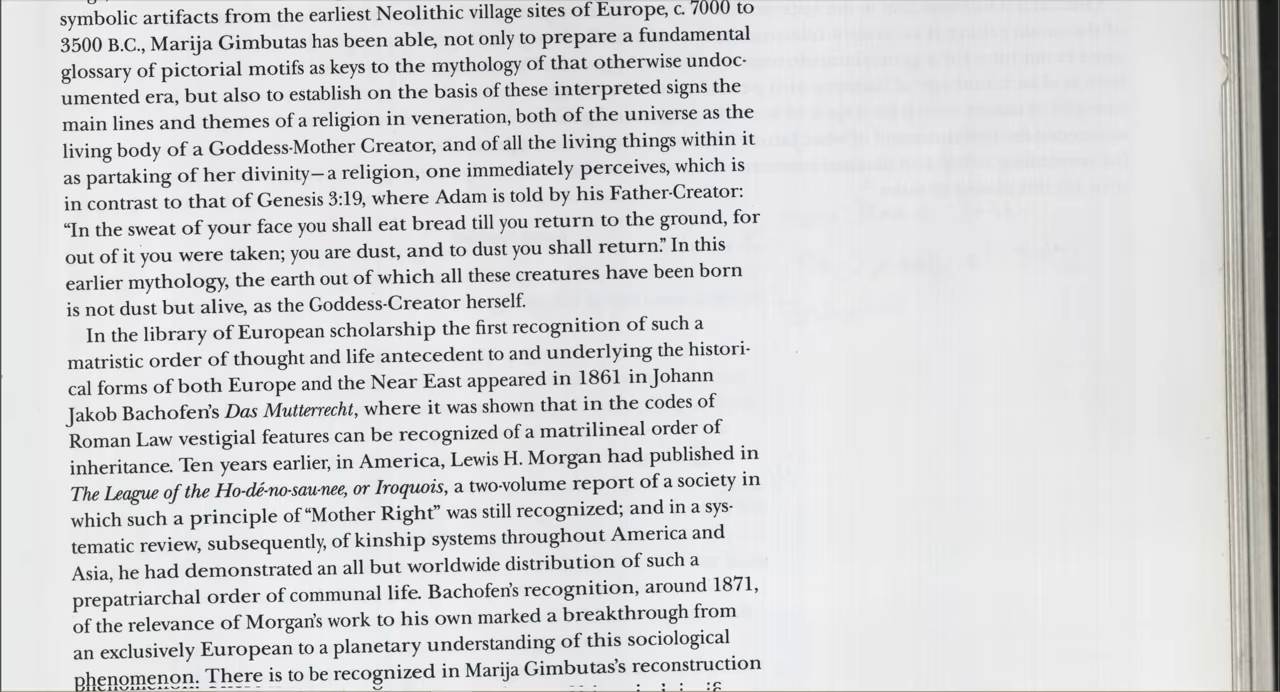 symbolic artifacts from the earliest Neolithic village sites of Europe, c. 7000 to
3500 B.C., Marija Gimbutas has been able, not only to prepare a fundamental
glossary of pictorial motifs as keys to the mythology of that otherwise undoc-
umented era, but also to establish on the basis of these interpreted signs the
main lines and themes of a religion in veneration, both of the universe as the
living body of a Goddess-Mother Creator, and of all the living things within it
as partaking of her divinity—a religion, one immediately perceives, which is
in contrast to that of Genesis 3:19, where Adam is told by his Father-Creator:
“In the sweat of your face you shall eat bread till you return to the ground, for
out of it you were taken; you are dust, and to dust you shall return.” In this
earlier mythology, the earth out of which all these creatures have been born
is not dust but alive, as the Goddess-Creator herself.
In the library of European scholarship the first recognition of such a
matristic order of thought and life antecedent to and underlying the histori-
cal forms of both Europe and the Near East appeared in 1861 in Johann
Jakob Bachofen's Das Mutterrecht, where it was shown that in the codes of
Roman Law vestigial features can be recognized of a matrilineal order of
inheritance. Ten years earlier, in America, Lewis H. Morgan had published in
The League of the Ho-dé-no-sau-nee, or Iroquois, a two-volume report of a society in
which such a principle of “Mother Right” was still recognized; and in a sys-
tematic review, subsequently, of kinship systems throughout America and
Asia, he had demonstrated an all but worldwide distribution of such a
prepatriarchal order of communal life. Bachofen's recognition, around 1871,
of the relevance of Morgan's work to his own marked a breakthrough from
an exclusively European to a planetary understanding of this sociological
phenomenon. There is to be recognized in Marija Gimbutas's reconstruction